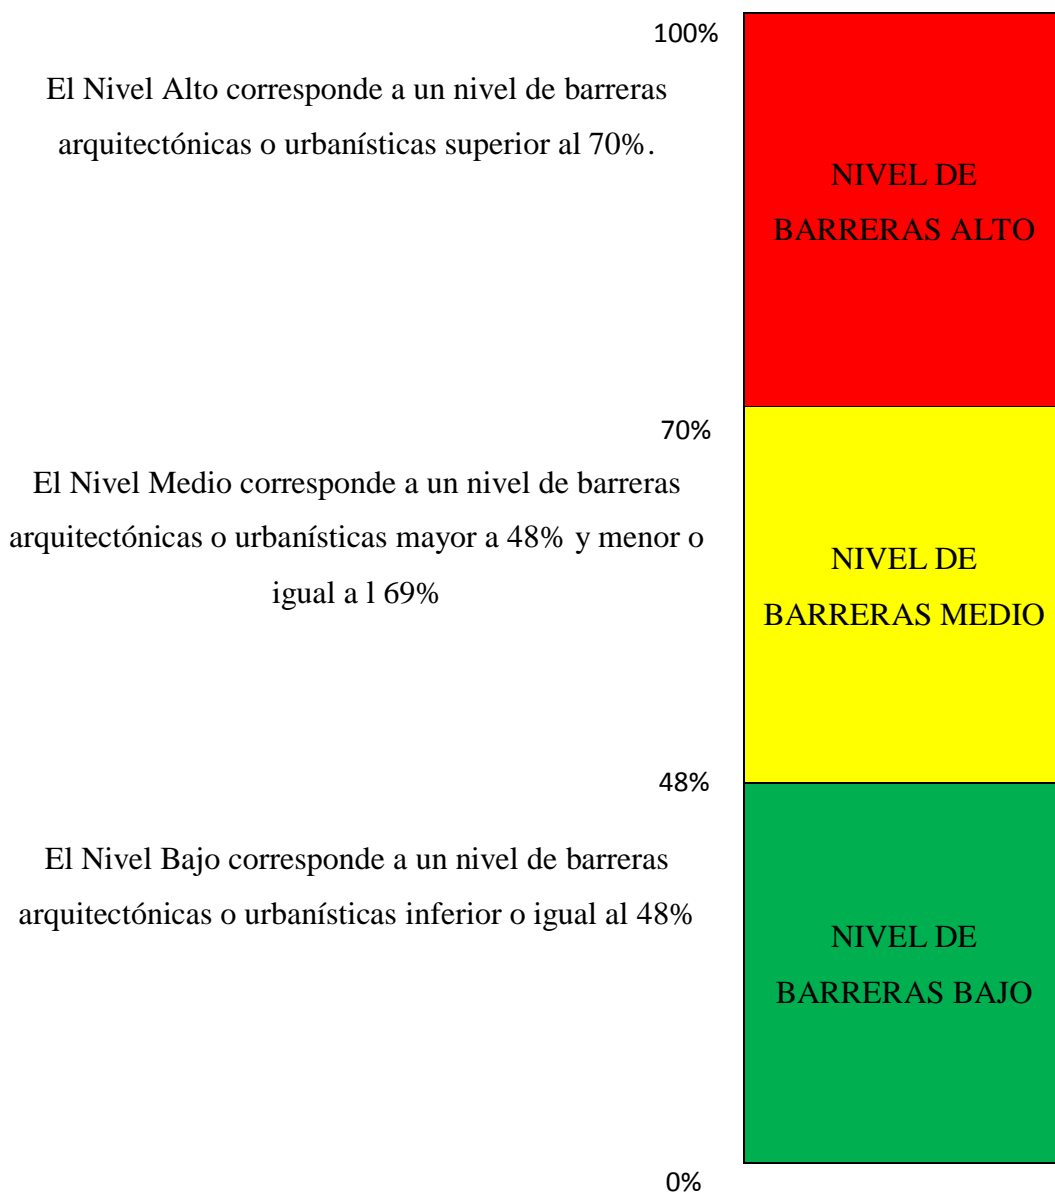 100%
El Nivel Alto corresponde a un nivel de barreras
arquitectónicas o urbanísticas superior al 70%.
NIVEL DE
BARRERAS ALTO
70%
El Nivel Medio corresponde a un nivel de barreras
arquitectónicas o urbanísticas mayor a 48% y menor o
igual a l 69%
NIVEL DE
BARRERAS MEDIO
48%
El Nivel Bajo corresponde a un nivel de barreras
arquitectónicas o urbanísticas inferior o igual al 48%
NIVEL DE
BARRERAS BAJO
0%